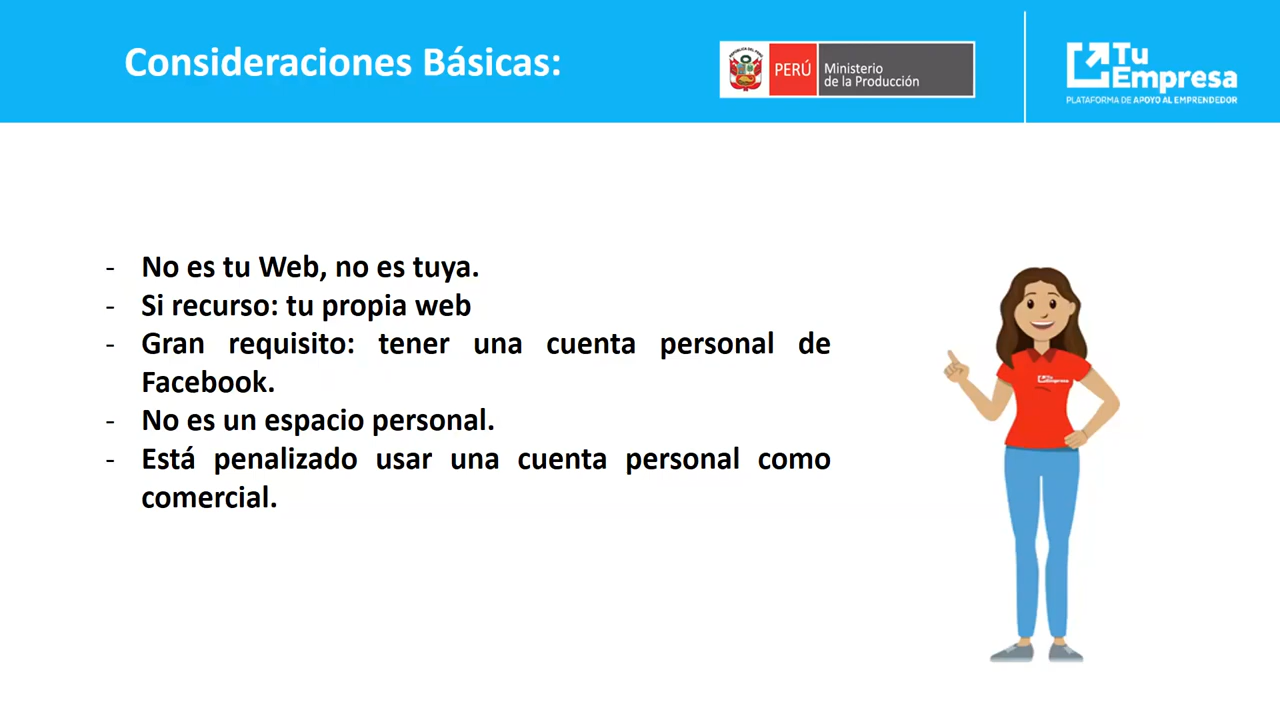 Consideraciones Básicas:
PERÚ
Ministerio
de la Producción
Tu
Empresa
PLATAFORMA DE APOYO AL EMPRENDEDOR
- No es tu Web, no es tuya.
- Si recurso: tu propia web
- Gran requisito: tener una cuenta personal de
Facebook.
- No es un espacio personal.
- Está penalizado usar una cuenta personal como
comercial.
Tu
Empresa